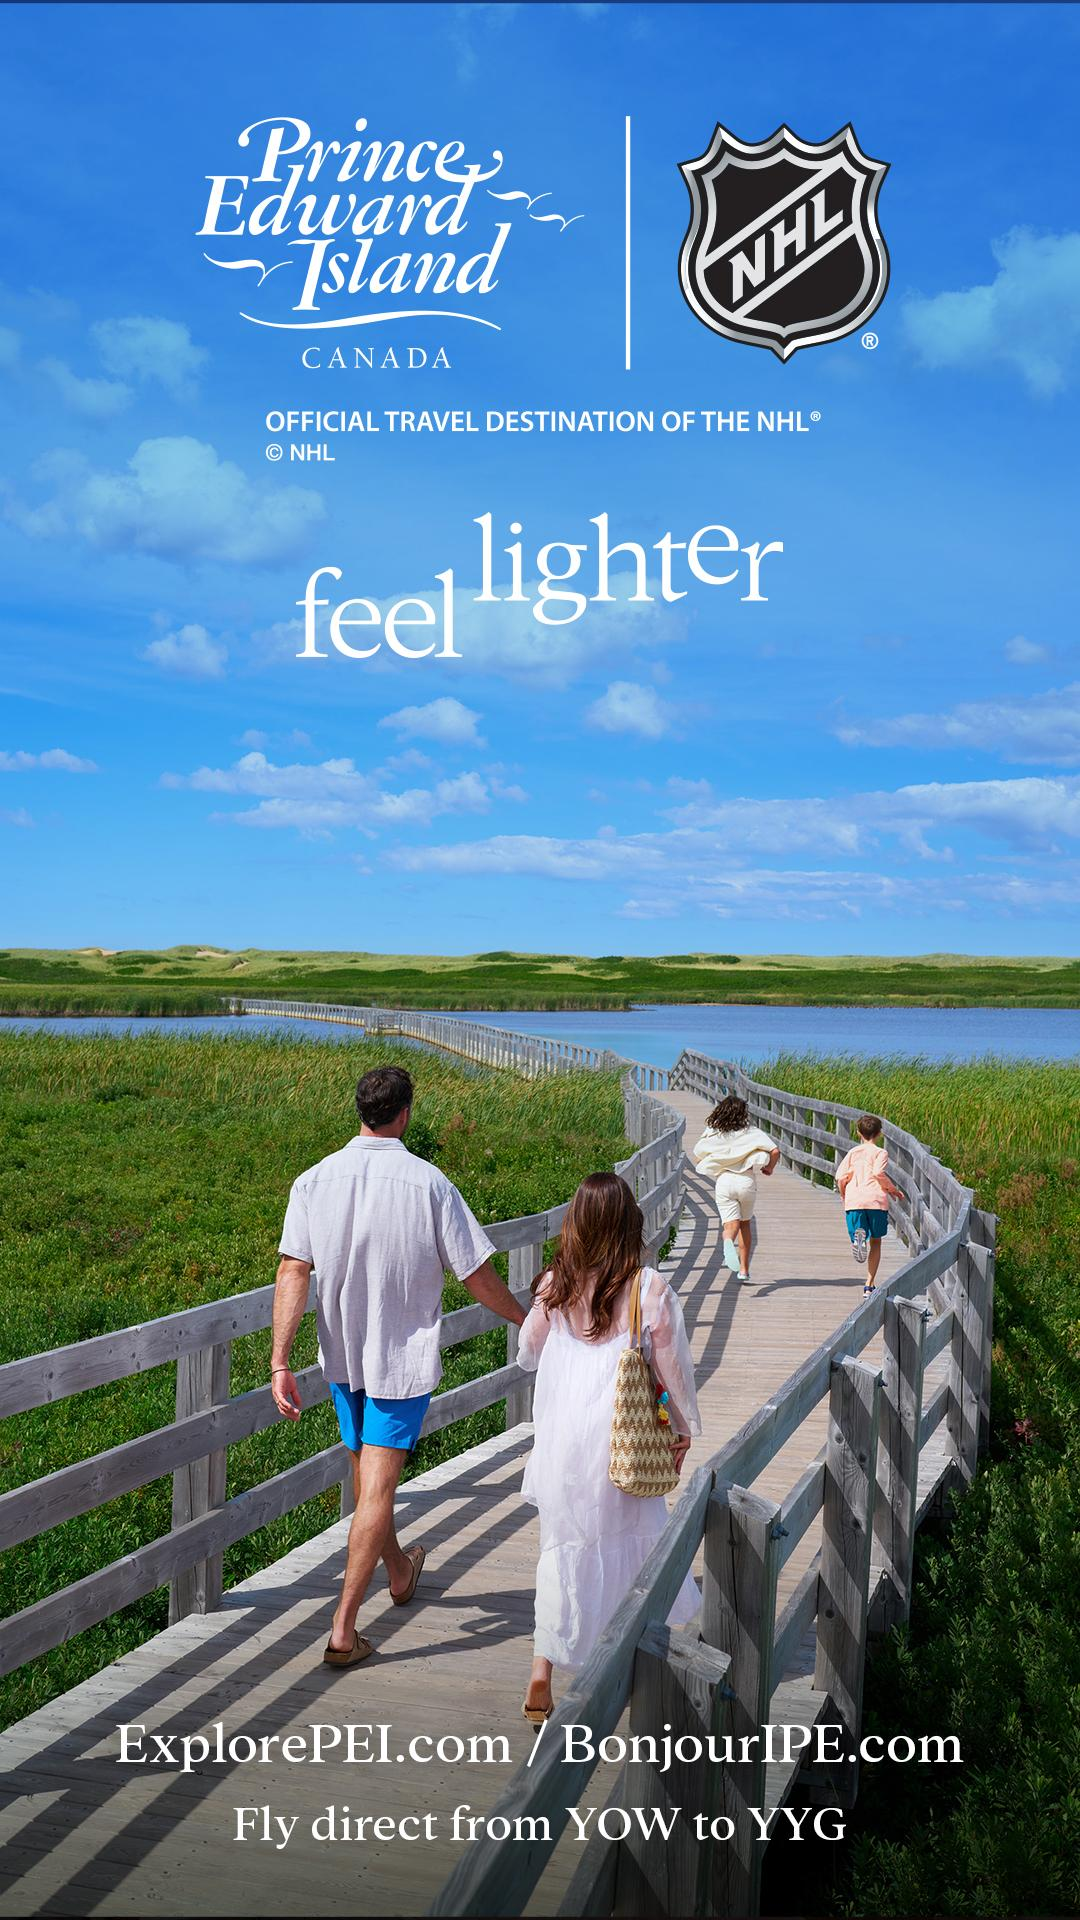 Prince
Edward
Island
CANADA
NHL
®
OFFICIAL TRAVEL DESTINATION OF THE NHL®
© NHL
feel lighter
ExplorePEI.com / BonjourIPE.com
Fly direct from YOW to YYG